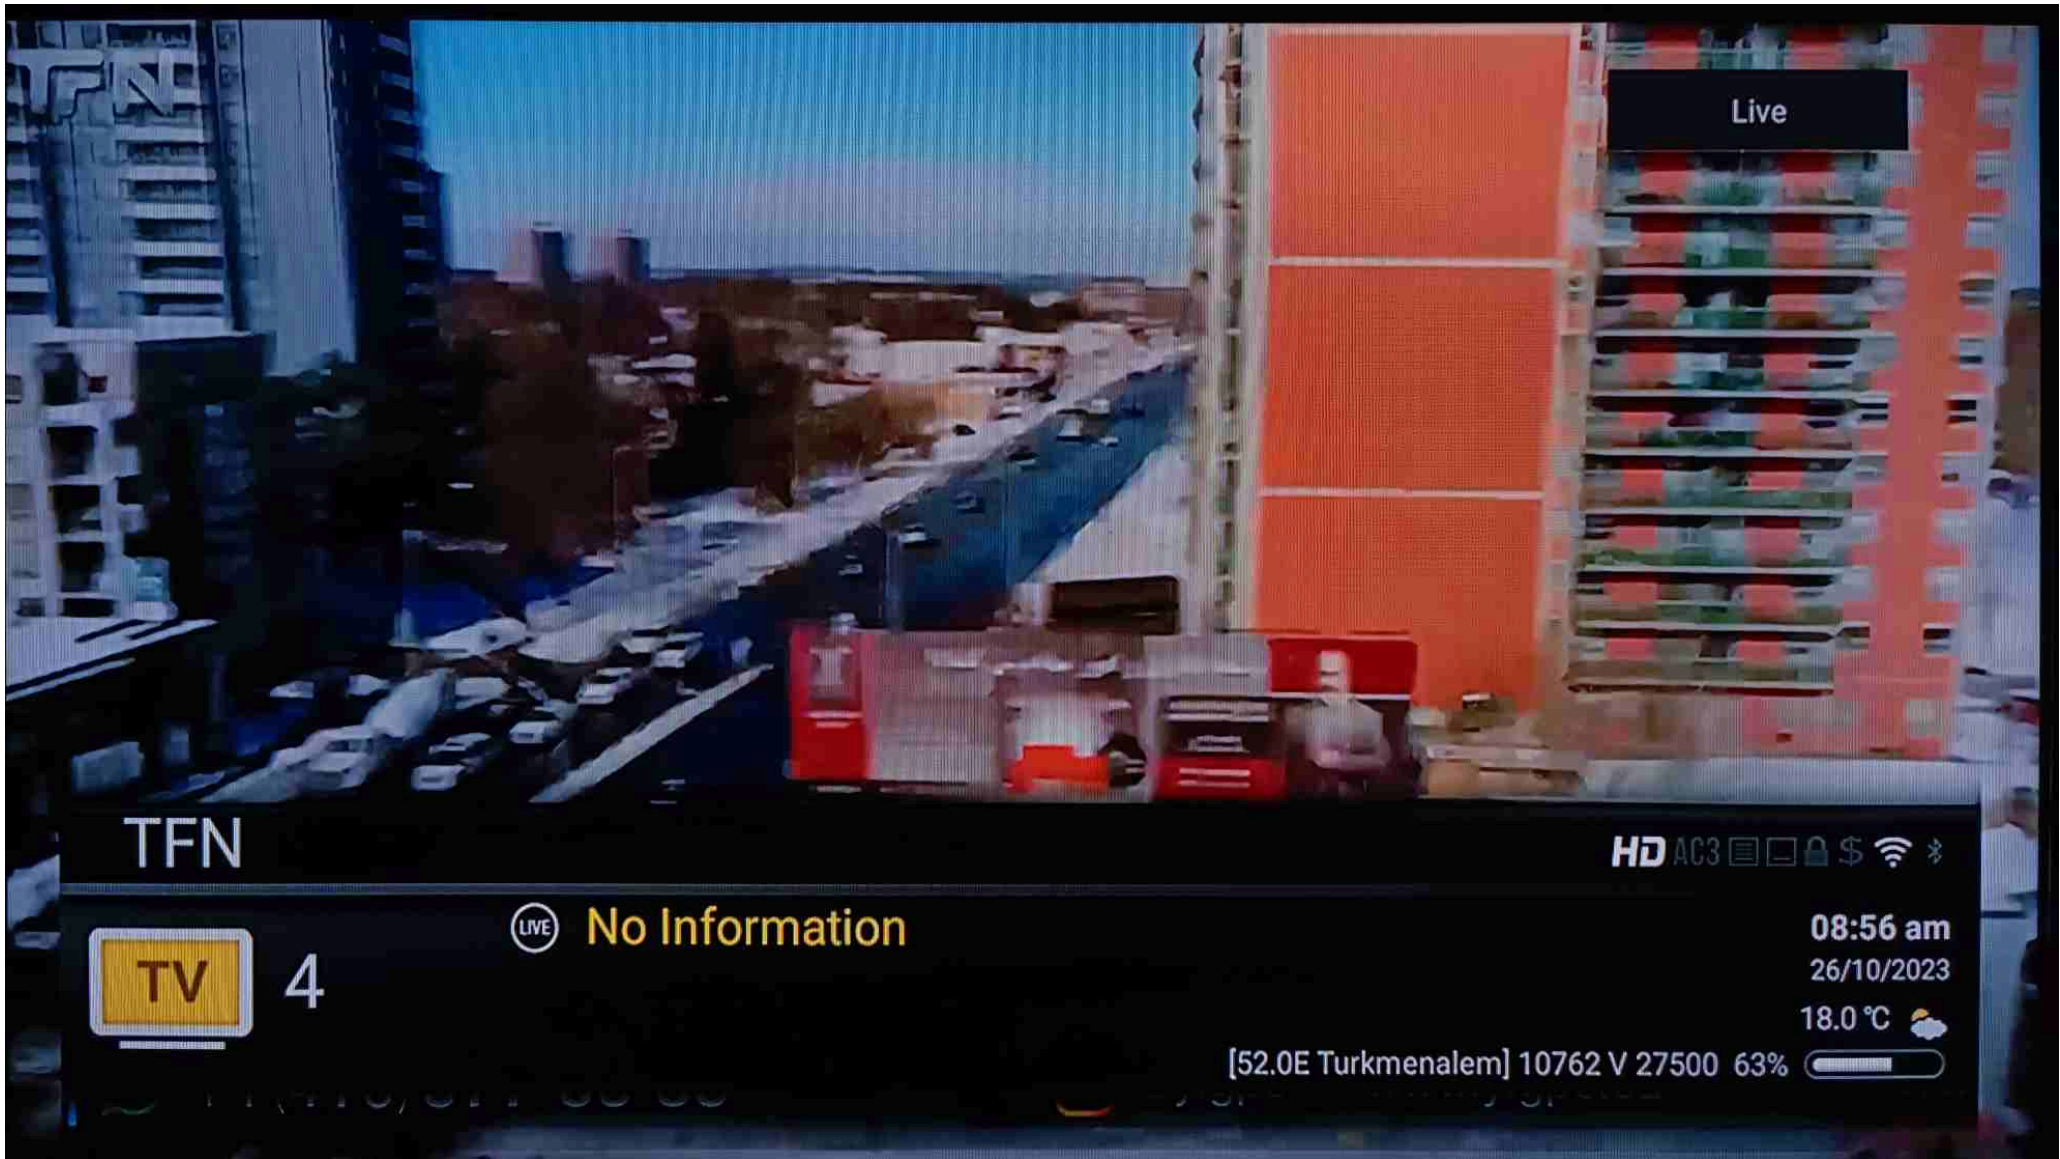 TFN
Live
TFN
HD AC3 $
LIVE No Information
08:56 am
TV 4
26/10/2023
18.0 °C
[52.0E Turkmenalem] 10762 V 27500 63%